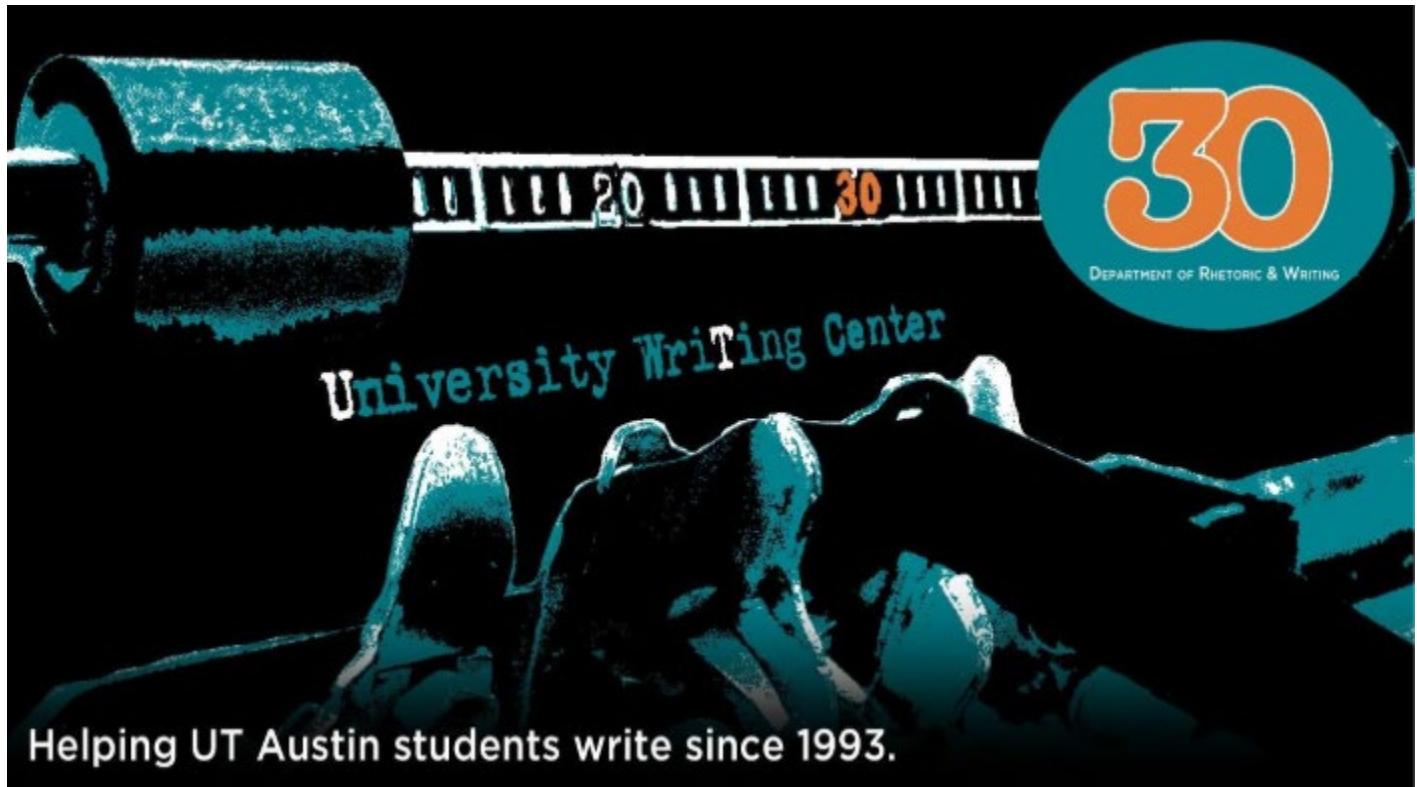 20 30
30
DEPARTMENT OF RHETORIC & WRITING
University WriTing Center
Helping UT Austin students write since 1993.